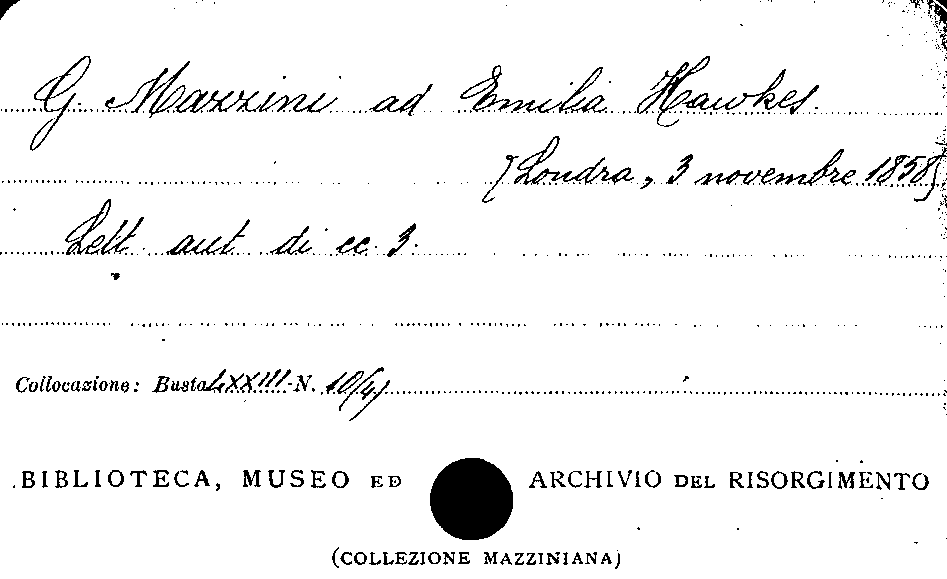 G. Mazzini ad Emilia Hawkes.
[Londra, 3 novembre 1858]
Lett. aut. di cc. 3.
Collocazione: Busta LXXIII - N. 10/4)
BIBLIOTECA, MUSEO ED ARCHIVIO DEL RISORGIMENTO
(COLLEZIONE MAZZINIANA)